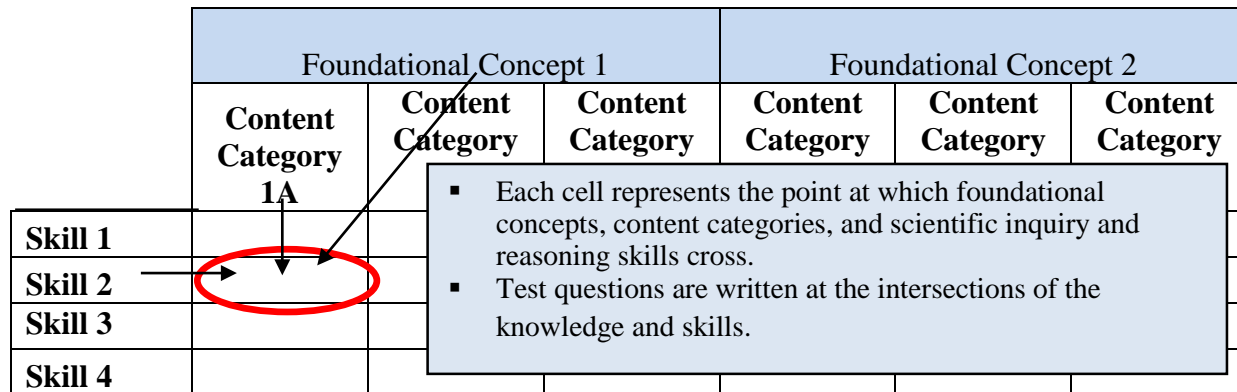 Foundational Concept 1 Foundational Concept 2
Content Category 1A
Content Category
Content Category
Content Category
Content Category
Content Category
▪ Each cell represents the point at which foundational
concepts, content categories, and scientific inquiry and
reasoning skills cross.
▪ Test questions are written at the intersections of the
knowledge and skills.
Skill 1
Skill 2
Skill 3
Skill 4